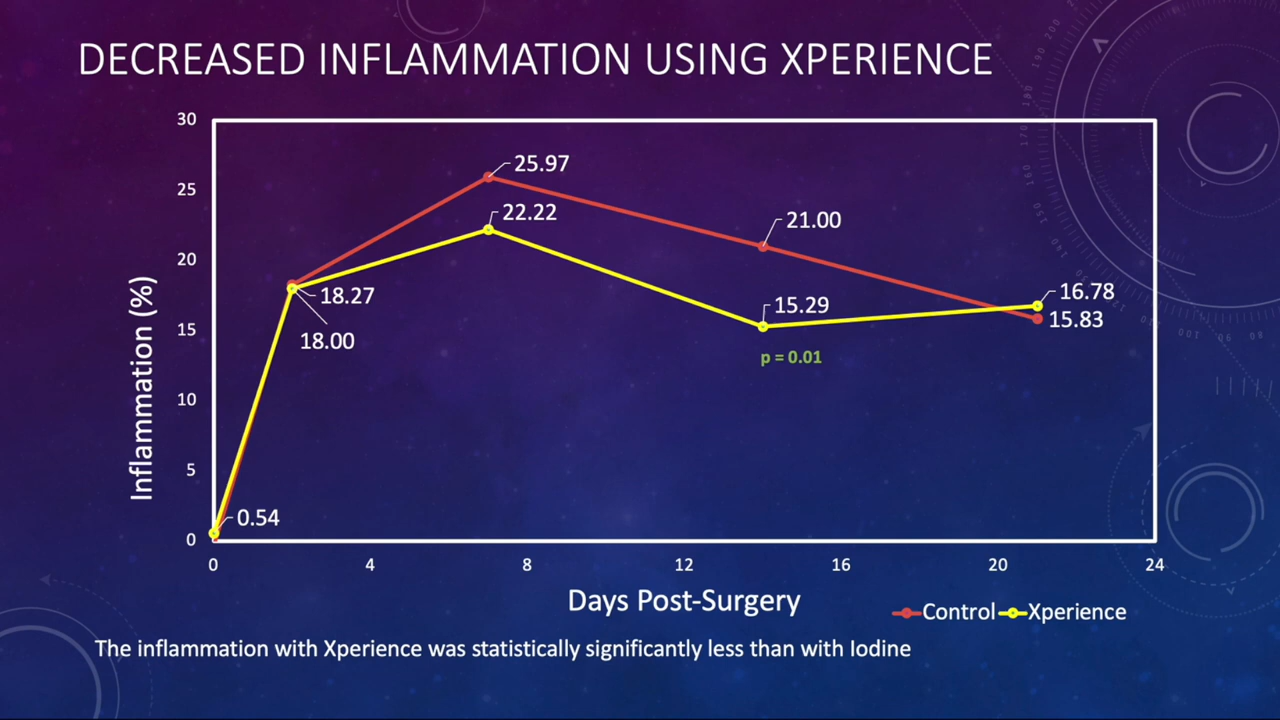 DECREASED INFLAMMATION USING XPERIENCE
30
25
20
15
10
5
0
Inflammation (%)
25.97
22.22
21.00
18.27
18.00
15.29
p = 0.01
16.78
15.83
0.54
0 4 8 12 16 20 24
Days Post-Surgery
Control Xperience
The inflammation with Xperience was statistically significantly less than with Iodine